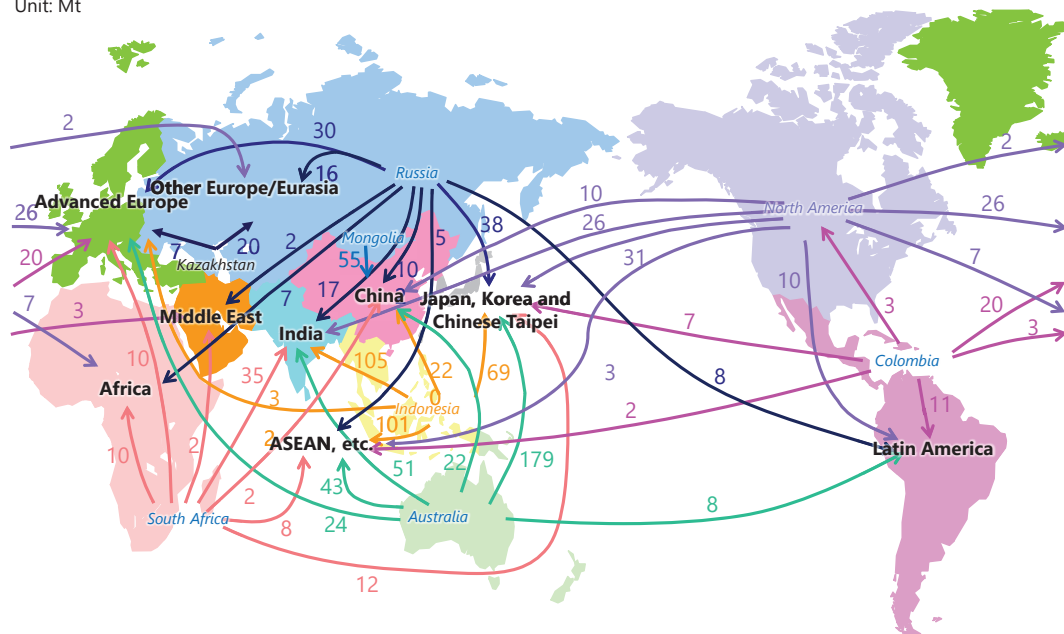 Unit: Mt
2
30
2
Other Europe/Eurasia
16
Russia
Advanced Europe
10
North America
26
26
38
26
2
5
Mongolia
7
20
Kazakhstan
55
20
31
7
10
10
7
17
China
Japan, Korea and
Chinese Taipei
7
3
Middle East
India
7
3
20
3
10
105
Colombia
35
22
69
3
8
Africa
3
0
Indonesia
2
11
101
10
2
2
ASEAN, etc.
Latin America
51
22
179
43
2
8
South Africa
8
24
Australia
12